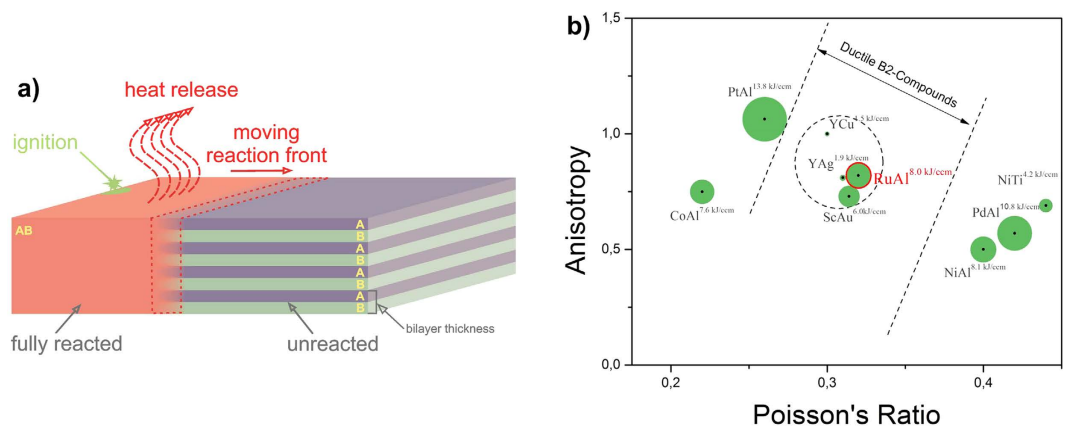 a)
heat release
ignition
moving
reaction front
AB
A
B
A
B
A
B
A
B
bilayer thickness
fully reacted
unreacted
b)
Anisotropy
1,5
1,0
0,5
0,0
0,2
0,3
0,4
Poisson's Ratio
Ductile B2-Compounds
PtAl13.8 kJ/ccm
YCu4.5 kJ/ccm
YAg1.9 kJ/ccm
RuAl8.0 kJ/ccm
ScAu6.0kJ/ccm
CoAl7.6 kJ/ccm
NiTi4.2 kJ/ccm
PdAl10.8 kJ/ccm
NiAl8.1 kJ/ccm